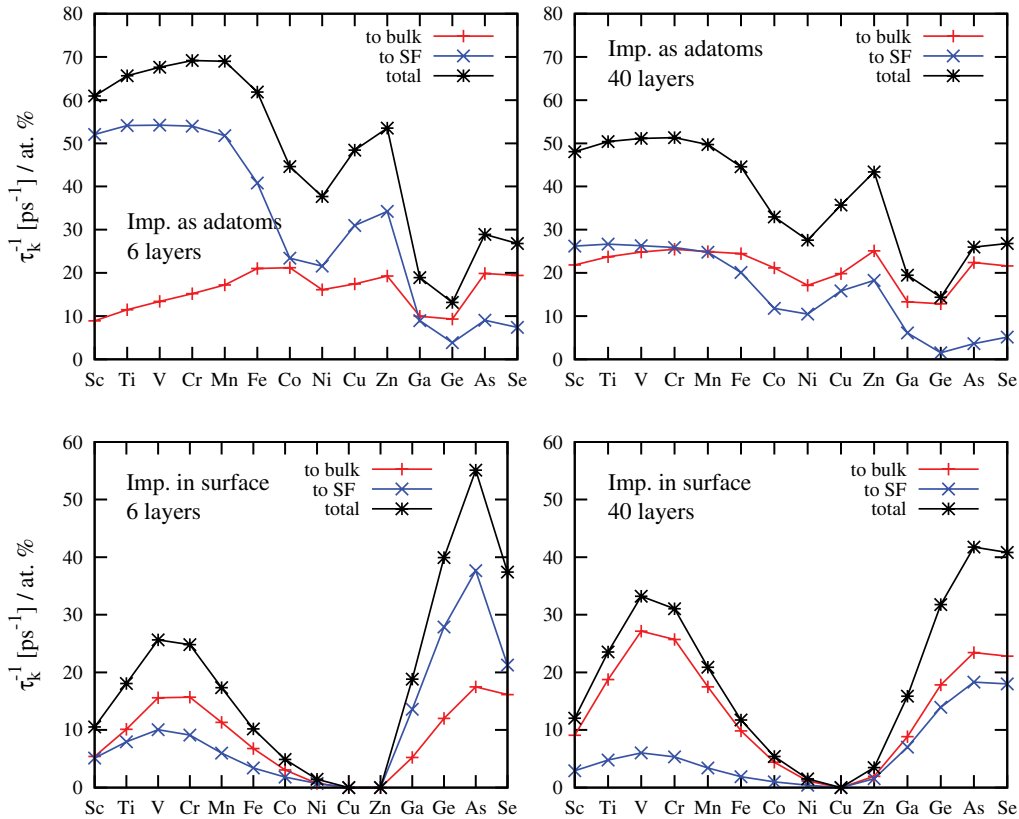 80
70
60
50
40
30
20
10
0
τₖ⁻¹ [ps⁻¹] / at. %
to bulk
to SF
total
Imp. as adatoms
6 layers
Sc Ti V Cr Mn Fe Co Ni Cu Zn Ga Ge As Se
80
70
60
50
40
30
20
10
0
Imp. as adatoms
40 layers
to bulk
to SF
total
Sc Ti V Cr Mn Fe Co Ni Cu Zn Ga Ge As Se
60
50
40
30
20
10
0
τₖ⁻¹ [ps⁻¹] / at. %
Imp. in surface
6 layers
to bulk
to SF
total
Sc Ti V Cr Mn Fe Co Ni Cu Zn Ga Ge As Se
60
50
40
30
20
10
0
Imp. in surface
40 layers
to bulk
to SF
total
Sc Ti V Cr Mn Fe Co Ni Cu Zn Ga Ge As Se